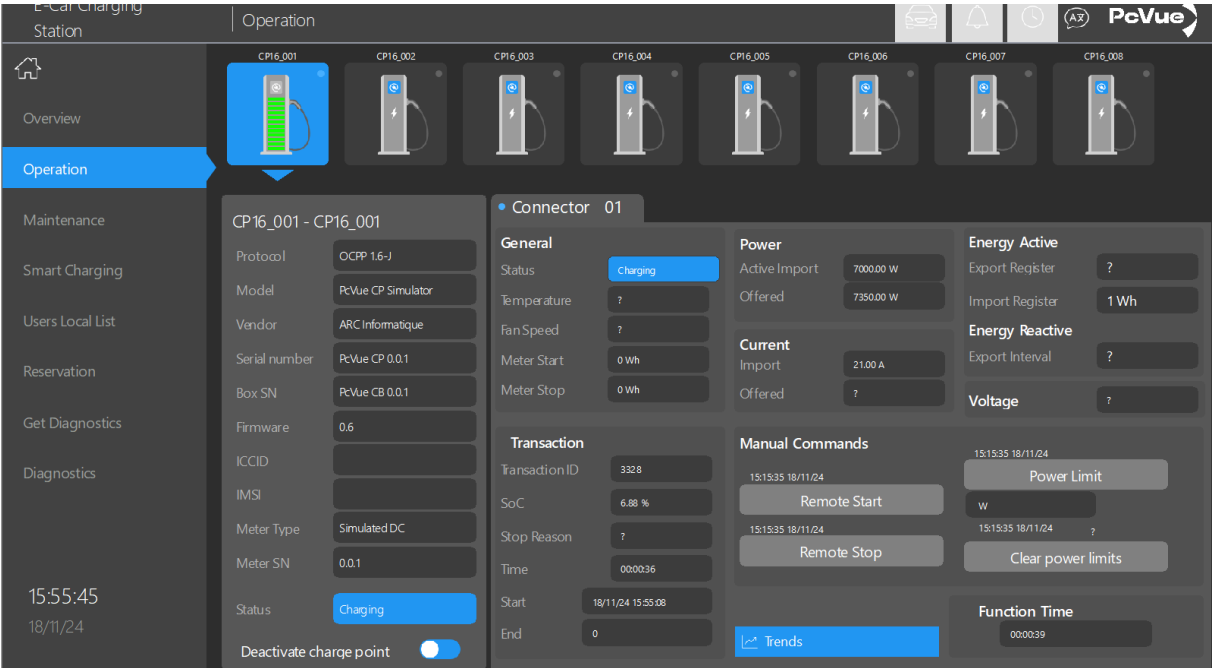 E-Car Charging
Station
Operation
PcVue
CP16_001
CP16_002
CP16_003
CP16_004
CP16_005
CP16_006
CP16_007
CP16_008
Overview
Operation
Maintenance
Smart Charging
Users Local List
Reservation
Get Diagnostics
Diagnostics
15:55:45
18/11/24
CP16_001 - CP16_001
Protocol OCPP 1.6-J
Model PcVue CP Simulator
Vendor ARC Informatique
Serial number PcVue CP 0.0.1
Box SN PcVue CB 0.0.1
Firmware 0.6
ICCID
IMSI
Meter Type Simulated DC
Meter SN 0.0.1
Status Charging
Deactivate charge point
Connector 01
General
Status Charging
Temperature ?
Fan Speed ?
Meter Start 0 Wh
Meter Stop 0 Wh
Power
Active Import 7000.00 W
Offered 7350.00 W
Current
Import 21.00 A
Offered ?
Energy Active
Export Register ?
Import Register 1 Wh
Energy Reactive
Export Interval ?
Voltage ?
Transaction
Transaction ID 3328
SoC 6.88 %
Stop Reason ?
Time 00:00:36
Start 18/11/24 15:55:08
End 0
Manual Commands
15:15:35 18/11/24
Remote Start
15:15:35 18/11/24
Remote Stop
15:15:35 18/11/24
Power Limit
W
15:15:35 18/11/24 ?
Clear power limits
Trends
Function Time
00:00:39